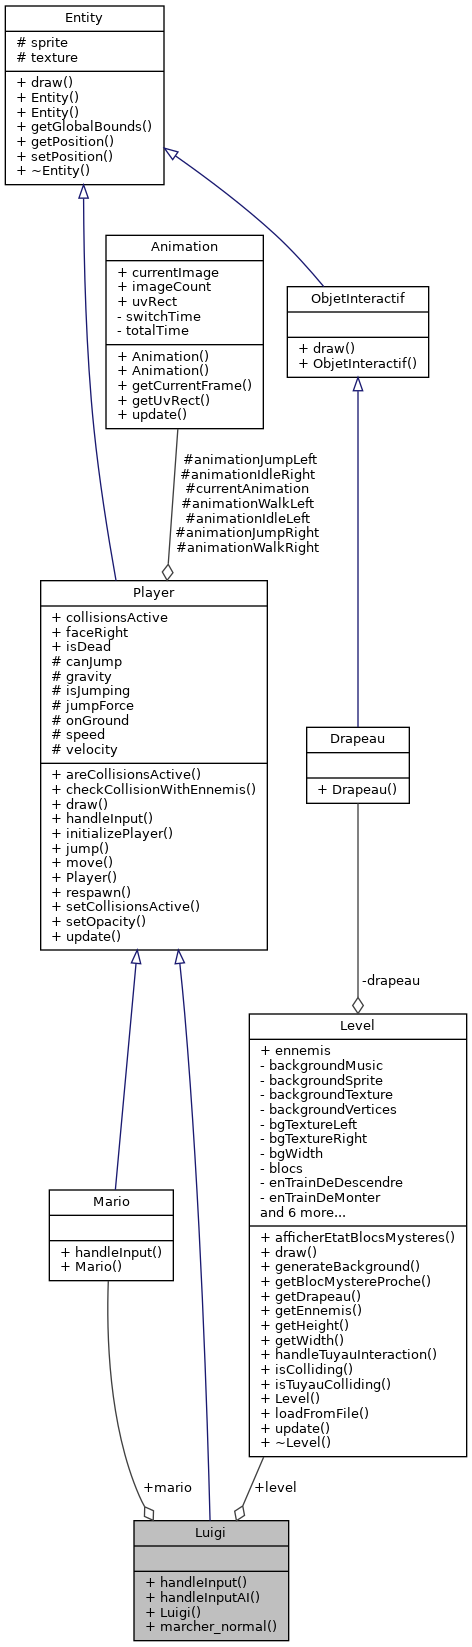 Entity
# sprite
# texture
+ draw()
+ Entity()
+ Entity()
+ getGlobalBounds()
+ getPosition()
+ setPosition()
+ ~Entity()
Animation
+ currentImage
+ imageCount
+ uvRect
- switchTime
- totalTime
+ Animation()
+ Animation()
+ getCurrentFrame()
+ getUvRect()
+ update()
ObjetInteractif
+ draw()
+ ObjetInteractif()
#animationJumpLeft
#animationIdleRight
#currentAnimation
#animationWalkLeft
#animationIdleLeft
#animationJumpRight
#animationWalkRight
Player
+ collisionsActive
+ faceRight
+ isDead
# canJump
# gravity
# isJumping
# jumpForce
# onGround
# speed
# velocity
+ areCollisionsActive()
+ checkCollisionWithEnnemis()
+ draw()
+ handleInput()
+ initializePlayer()
+ jump()
+ move()
+ Player()
+ respawn()
+ setCollisionsActive()
+ setOpacity()
+ update()
Drapeau
+ Drapeau()
-drapeau
Level
+ ennemis
- backgroundMusic
- backgroundSprite
- backgroundTexture
- backgroundVertices
- bgTextureLeft
- bgTextureRight
- bgWidth
- blocs
- enTrainDeDescendre
- enTrainDeMonter
and 6 more...
+ afficherEtatBlocsMysteres()
+ draw()
+ generateBackground()
+ getBlocMystereProche()
+ getDrapeau()
+ getEnnemis()
+ getHeight()
+ getWidth()
+ handleTuyauInteraction()
+ isColliding()
+ isTuyauColliding()
+ Level()
+ loadFromFile()
+ update()
+ ~Level()
Mario
+ handleInput()
+ Mario()
+mario
+level
Luigi
+ handleInput()
+ handleInputAI()
+ Luigi()
+ marcher_normal()